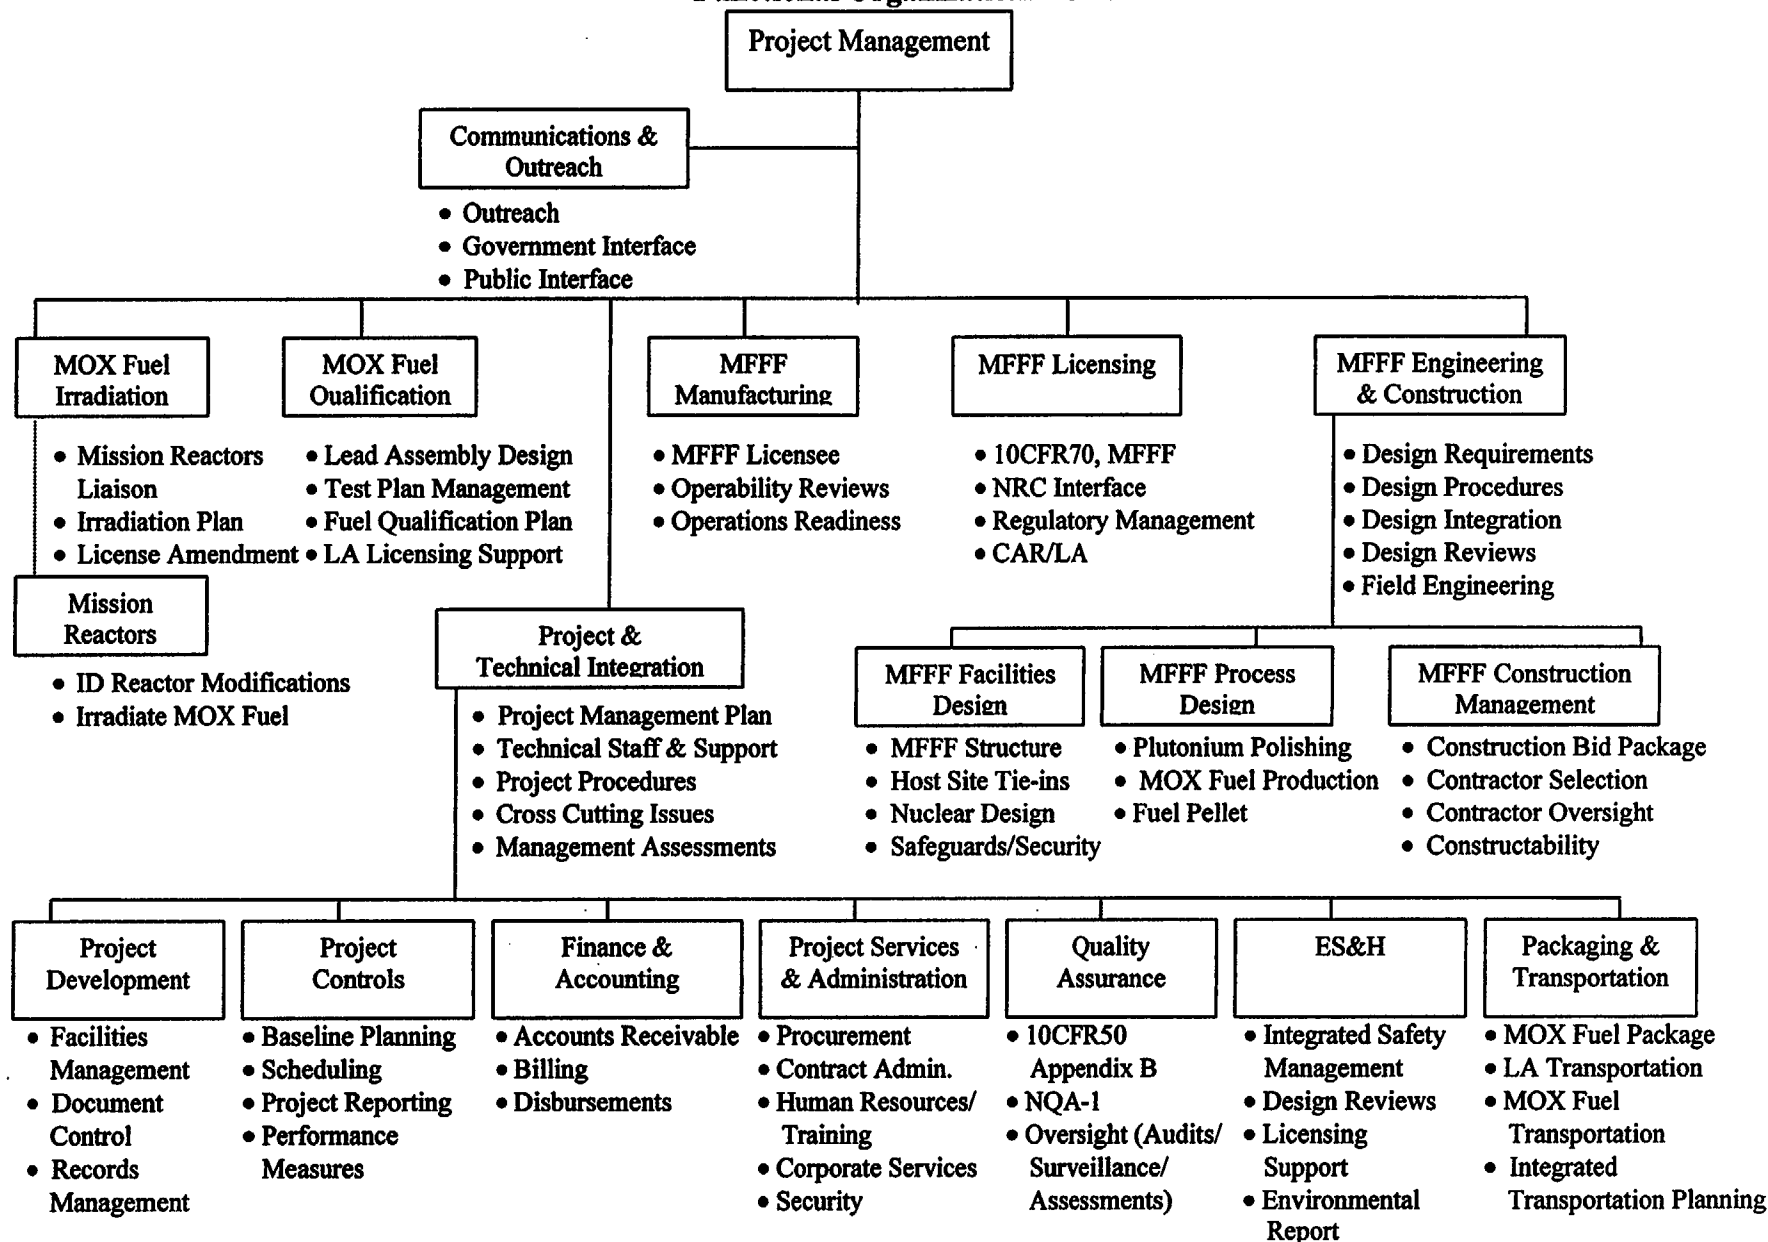 Project Management
Communications &
Outreach
• Outreach
• Government Interface
• Public Interface
MOX Fuel
Irradiation
• Mission Reactors
Liaison
• Irradiation Plan
• License Amendment
Mission
Reactors
• ID Reactor Modifications
• Irradiate MOX Fuel
MOX Fuel
Qualification
• Lead Assembly Design
• Test Plan Management
• Fuel Qualification Plan
• LA Licensing Support
Project &
Technical Integration
• Project Management Plan
• Technical Staff & Support
• Project Procedures
• Cross Cutting Issues
• Management Assessments
MFFF
Manufacturing
• MFFF Licensee
• Operability Reviews
• Operations Readiness
MFFF Licensing
• 10CFR70, MFFF
• NRC Interface
• Regulatory Management
• CAR/LA
MFFF Engineering
& Construction
• Design Requirements
• Design Procedures
• Design Integration
• Design Reviews
• Field Engineering
MFFF Facilities
Design
• MFFF Structure
• Host Site Tie-ins
• Nuclear Design
• Safeguards/Security
MFFF Process
Design
• Plutonium Polishing
• MOX Fuel Production
• Fuel Pellet
MFFF Construction
Management
• Construction Bid Package
• Contractor Selection
• Contractor Oversight
• Constructability
Project
Development
• Facilities
Management
• Document
Control
• Records
Management
Project
Controls
• Baseline Planning
• Scheduling
• Project Reporting
• Performance
Measures
Finance &
Accounting
• Accounts Receivable
• Billing
• Disbursements
Project Services
& Administration
• Procurement
• Contract Admin.
• Human Resources/
Training
• Corporate Services
• Security
Quality
Assurance
• 10CFR50
Appendix B
• NQA-1
• Oversight (Audits/
Surveillance/
Assessments)
ES&H
• Integrated Safety
Management
• Design Reviews
• Licensing
Support
• Environmental
Report
Packaging &
Transportation
• MOX Fuel Package
• LA Transportation
• MOX Fuel
Transportation
• Integrated
Transportation Planning